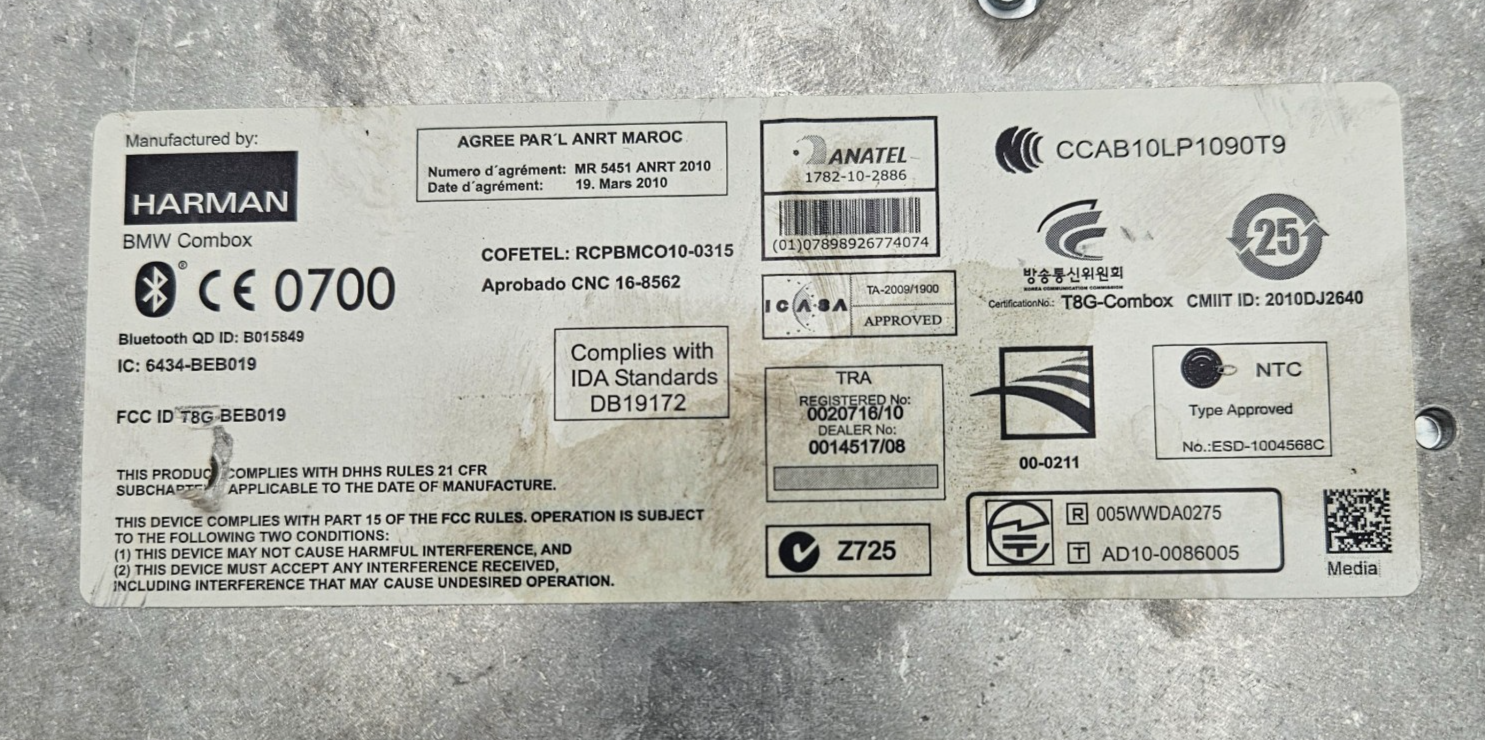 Manufactured by:
HARMAN
BMW Combox
CE 0700
Bluetooth QD ID: B015849
IC: 6434-BEB019
FCC ID T8G-BEB019
THIS PRODUC COMPLIES WITH DHHS RULES 21 CFR
APPLICABLE TO THE DATE OF MANUFACTURE.
THIS DEVICE COMPLIES WITH PART 15 OF THE FCC RULES. OPERATION IS SUBJECT
TO THE FOLLOWING TWO CONDITIONS:
(1) THIS DEVICE MAY NOT CAUSE HARMFUL INTERFERENCE, AND
(2) THIS DEVICE MUST ACCEPT ANY INTERFERENCE RECEIVED,
INCLUDING INTERFERENCE THAT MAY CAUSE UNDESIRED OPERATION.
AGREE PAR´L ANRT MAROC
Numero d´agrément: MR 5451 ANRT 2010
Date d´agrément: 19. Mars 2010
COFETEL: RCPBMCO10-0315
Aprobado CNC 16-8562
Complies with
IDA Standards
DB19172
ANATEL
1782-10-2886
(01)07898926774074
ICASA
TA-2009/1900
APPROVED
TRA
REGISTERED No:
0020716/10
DEALER No:
0014517/08
Z725
CCAB10LP1090T9
방송통신위원회
KOREA COMMUNICATIONS COMMISSION
25
CertificationNo.: T8G-Combox CMIIT ID: 2010DJ2640
00-0211
NTC
Type Approved
No.:ESD-1004568C
R 005WWDA0275
T AD10-0086005
Media